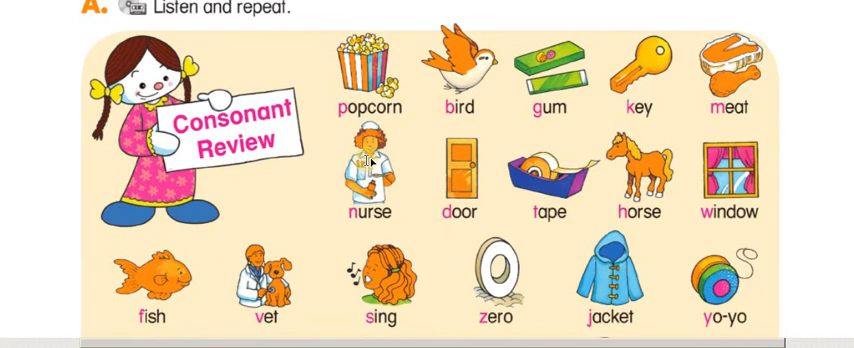 A. Listen and repeat.
Consonant
Review
popcorn bird gum key meat
nurse door tape horse window
fish vet sing zero jacket yo-yo